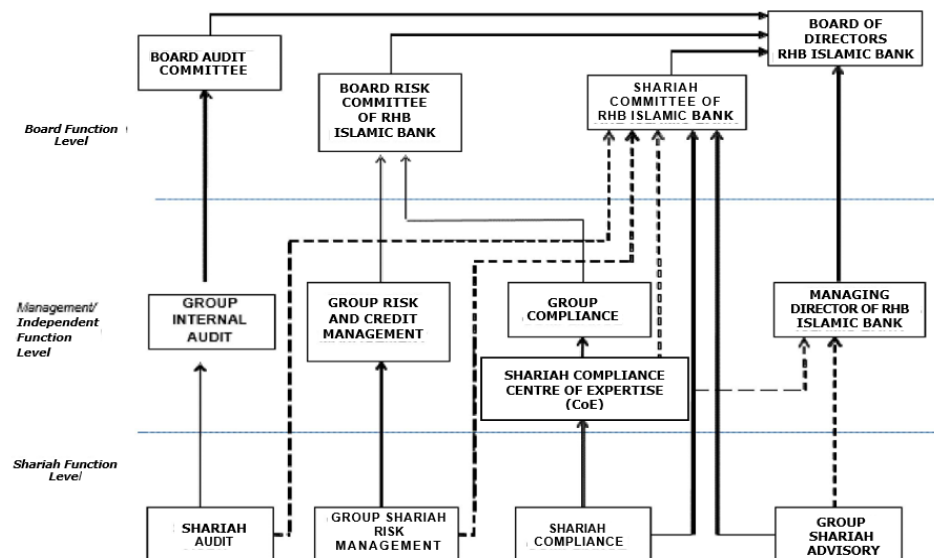 BOARD OF
DIRECTORS
RHB ISLAMIC BANK
BOARD AUDIT
COMMITTEE
BOARD RISK
COMMITTEE
OF RHB
ISLAMIC BANK
SHARIAH
COMMITTEE OF
RHB ISLAMIC BANK
Board Function
Level
Management/
Independent
Function
Level
GROUP
INTERNAL
AUDIT
GROUP RISK
AND CREDIT
MANAGEMENT
GROUP
COMPLIANCE
MANAGING
DIRECTOR OF RHB
ISLAMIC BANK
SHARIAH COMPLIANCE
CENTRE OF EXPERTISE
(CoE)
Shariah Function
Level
SHARIAH
AUDIT
GROUP SHARIAH
RISK
MANAGEMENT
SHARIAH
COMPLIANCE
GROUP
SHARIAH
ADVISORY